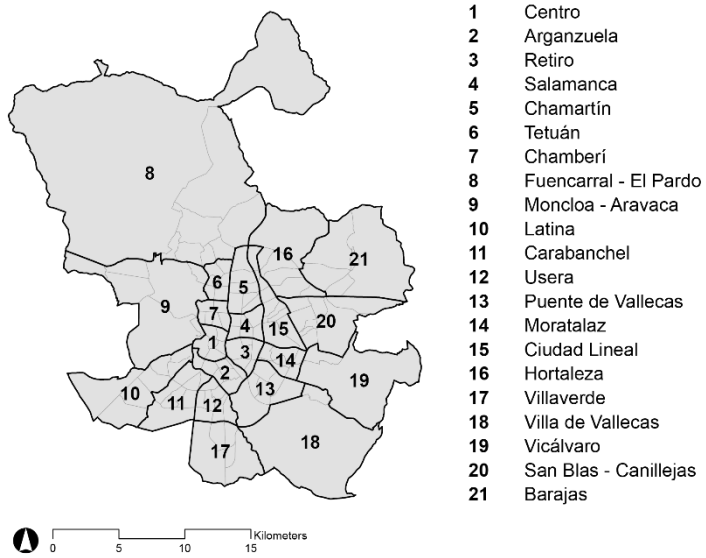 1 Centro
2 Arganzuela
3 Retiro
4 Salamanca
5 Chamartín
6 Tetuán
7 Chamberí
8 Fuencarral - El Pardo
9 Moncloa - Aravaca
10 Latina
11 Carabanchel
12 Usera
13 Puente de Vallecas
14 Moratalaz
15 Ciudad Lineal
16 Hortaleza
17 Villaverde
18 Villa de Vallecas
19 Vicálvaro
20 San Blas - Canillejas
21 Barajas
8
16
21
6
5
9
7
4
15
20
1
3
14
2
13
19
10
11
12
17
18
Kilometers
0 5 10 15